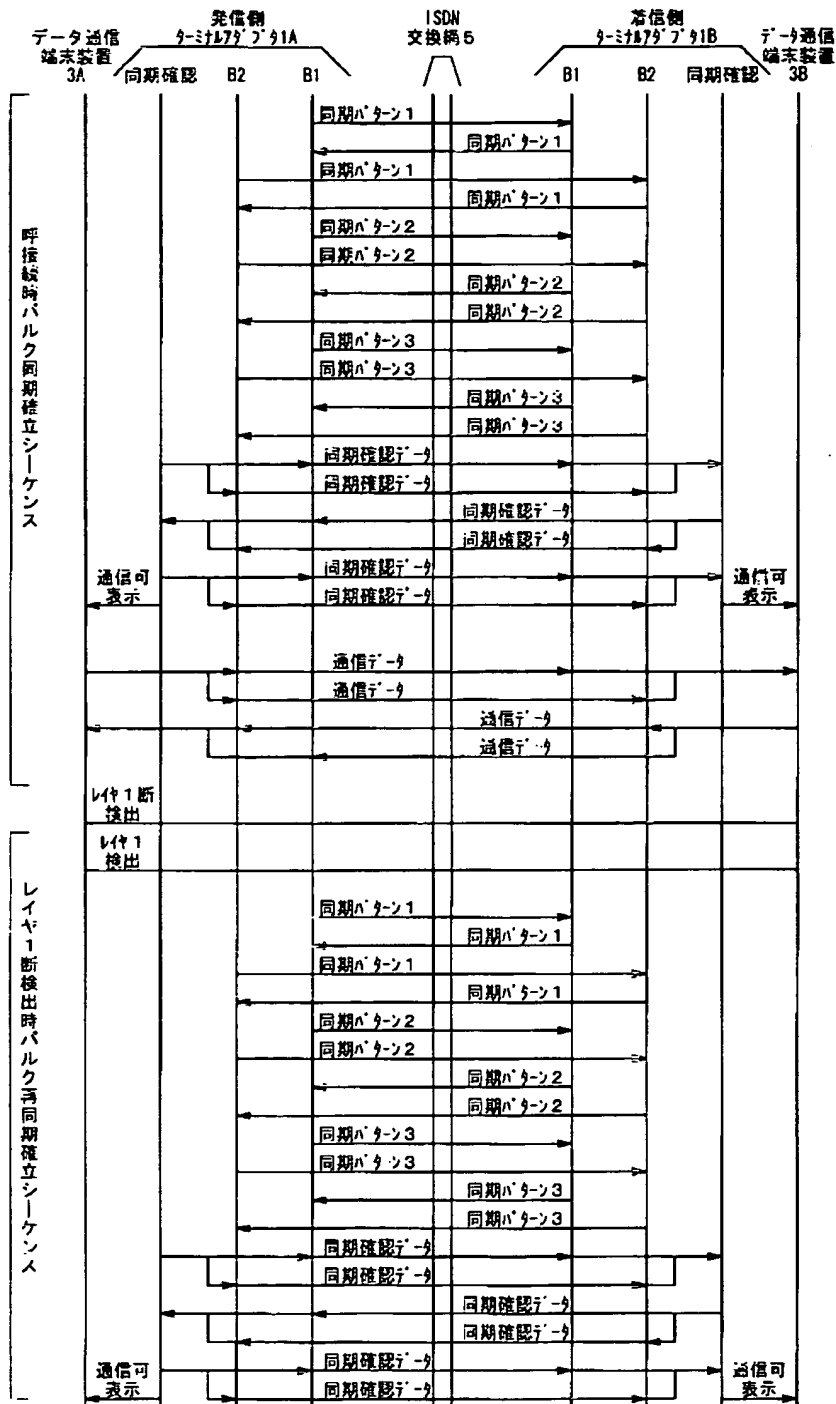 データ通信
端末装置
3A
発信側
ターミナルアダプタ1A
同期確認
B2
B1
ISDN
交換網5
着信側
ターミナルアダプタ1B
B1
B2
同期確認
データ通信
端末装置
3B
呼接続時バルク同期確立シーケンス
同期パターン1
同期パターン1
同期パターン1
同期パターン1
同期パターン2
同期パターン2
同期パターン2
同期パターン2
同期パターン3
同期パターン3
同期パターン3
同期パターン3
同期確認データ
同期確認データ
同期確認データ
同期確認データ
同期確認データ
同期確認データ
通信可
表示
通信可
表示
通信データ
通信データ
通信データ
通信データ
レイヤ1断
検出
レイヤ1
検出
レイヤ1断検出時バルク再同期確立シーケンス
同期パターン1
同期パターン1
同期パターン1
同期パターン1
同期パターン2
同期パターン2
同期パターン2
同期パターン2
同期パターン3
同期パターン3
同期パターン3
同期パターン3
同期確認データ
同期確認データ
同期確認データ
同期確認データ
同期確認データ
同期確認データ
通信可
表示
通信可
表示